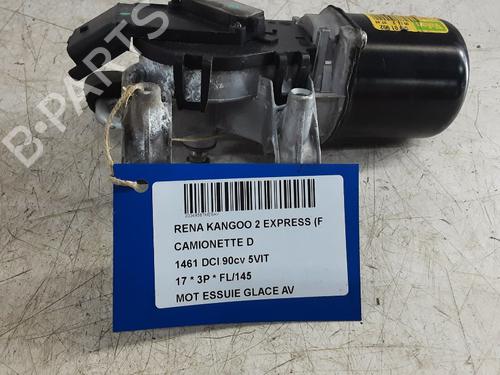 B-PARTS
RENA KANGOO 2 EXPRESS (F
CAMIONETTE D
1461 DCI 90cv 5VIT
17 * 3P * FL/145
MOT ESSUIE GLACE AV